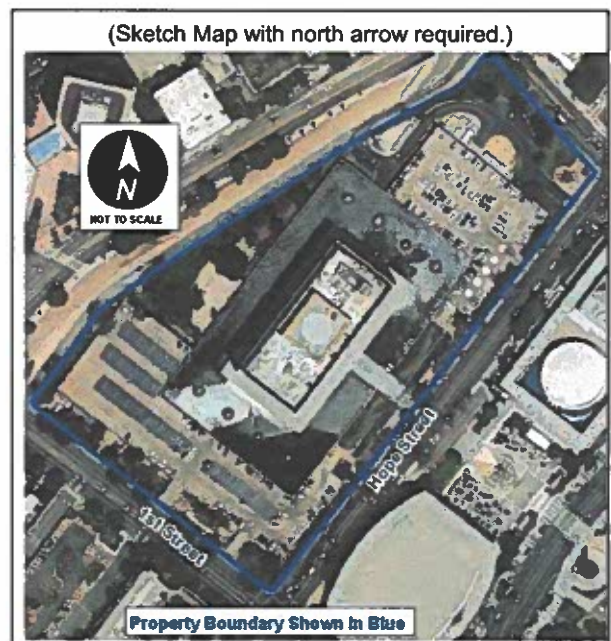 (Sketch Map with north arrow required.)
N
NOT TO SCALE
Hope Street
1st Street
Property Boundary Shown in Blue